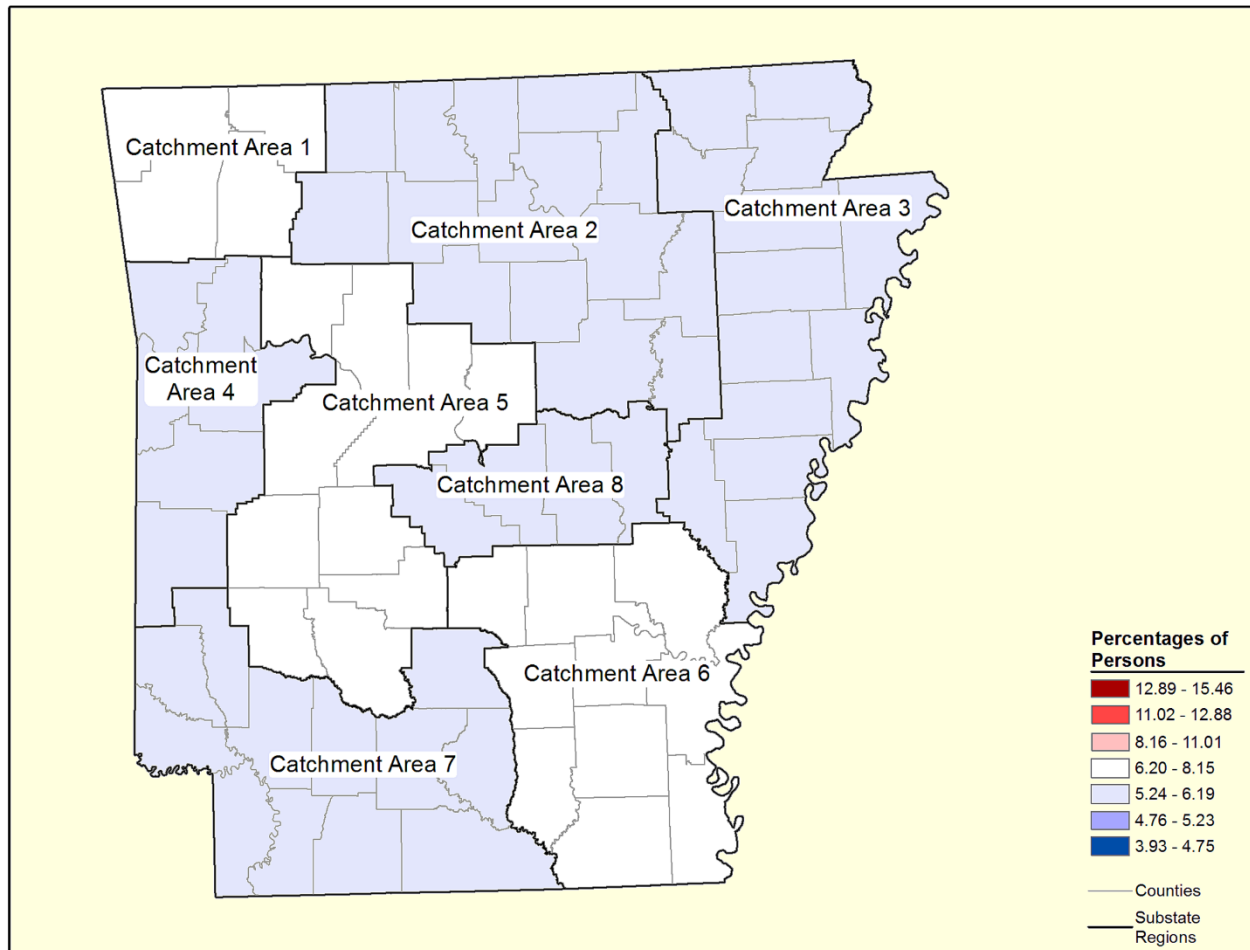 Catchment Area 1
Catchment Area 3
Catchment Area 2
Catchment
Area 4
Catchment Area 5
Catchment Area 8
Catchment Area 6
Catchment Area 7
Percentages of
Persons
12.89 - 15.46
11.02 - 12.88
8.16 - 11.01
6.20 - 8.15
5.24 - 6.19
4.76 - 5.23
3.93 - 4.75
Counties
Substate
Regions